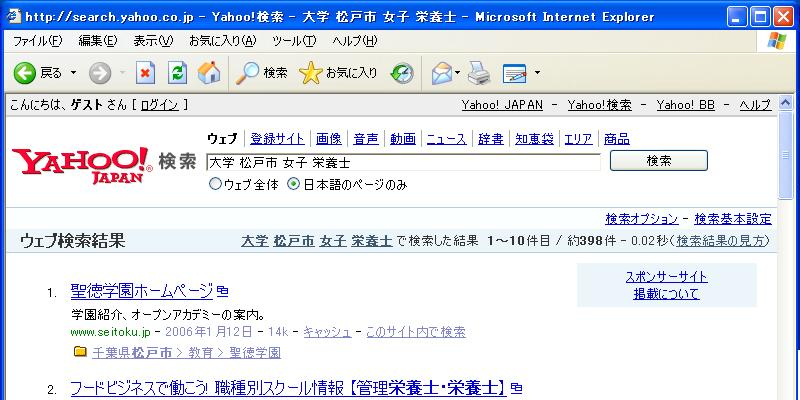 http://search.yahoo.co.jp - Yahoo!検索 - 大学 松戸市 女子 栄養士 - Microsoft Internet Explorer
ファイル(F) 編集(E) 表示(V) お気に入り(A) ツール(T) ヘルプ(H)
戻る 検索 お気に入り
こんにちは、ゲストさん [ ログイン ] Yahoo! JAPAN - Yahoo!検索 - Yahoo! BB - ヘルプ
ウェブ 登録サイト 画像 音声 動画 ニュース 辞書 知恵袋 エリア 商品
YAHOO! JAPAN 検索 大学 松戸市 女子 栄養士 検索
ウェブ全体 日本語のページのみ
検索オプション - 検索基本設定
ウェブ検索結果 大学 松戸市 女子 栄養士で検索した結果 1～10件目 / 約398件 - 0.02秒(検索結果の見方)
スポンサーサイト
掲載について
1. 聖徳学園ホームページ
学園紹介、オープンアカデミーの案内。
www.seitoku.jp - 2006年1月12日 - 14k - キャッシュ - このサイト内で検索
千葉県松戸市 > 教育 > 聖徳学園
2. フードビジネスで働こう! 職種別スクール情報 【管理栄養士・栄養士】